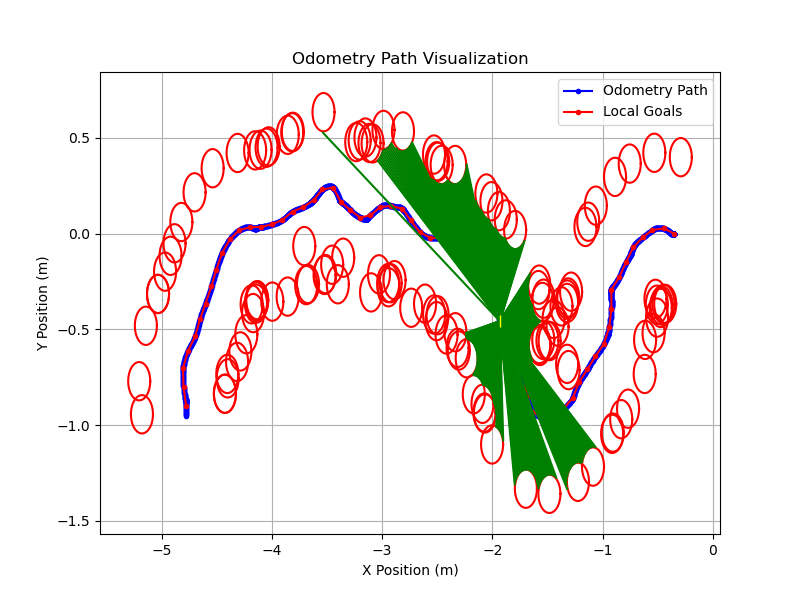 Odometry Path Visualization
Odometry Path
Local Goals
Y Position (m)
0.5
0.0
−0.5
−1.0
−1.5
−5
−4
−3
−2
−1
0
X Position (m)